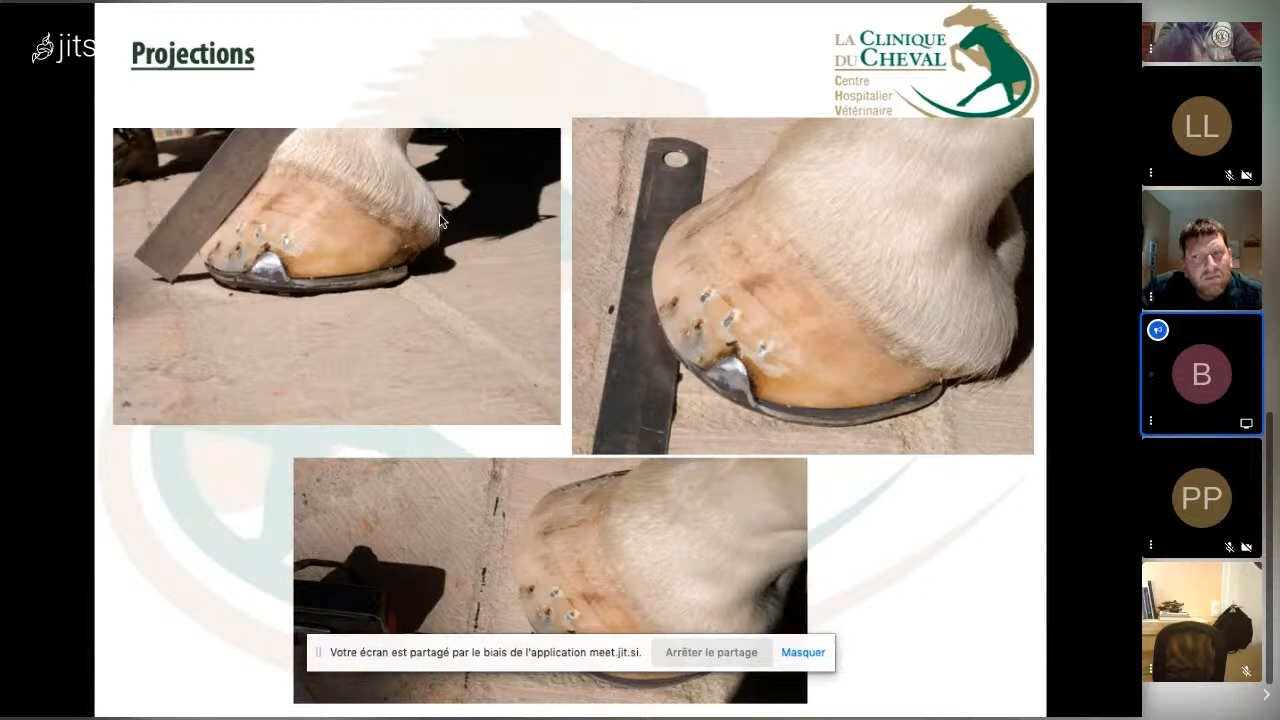 jits
Projections
LA CLINIQUE
DU CHEVAL
Centre
Hospitalier
Vétérinaire
LL
B
PP
Votre écran est partagé par le biais de l'application meet.jit.si.
Arrêter le partage
Masquer